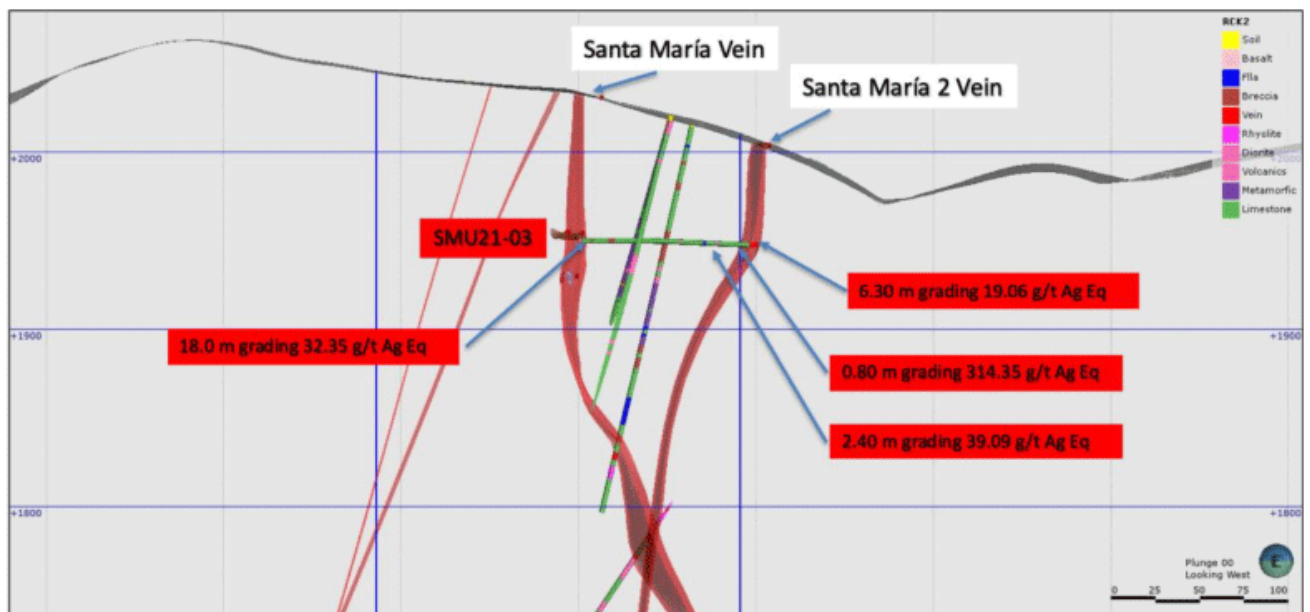 RCK2
Soil
Basalt
Flla
Breccia
Vein
Rhyolite
Diorite
Volcanics
Metamorfic
Limestone
Santa María Vein
Santa María 2 Vein
+2000
+2000
SMU21-03
6.30 m grading 19.06 g/t Ag Eq
+1900
+1900
18.0 m grading 32.35 g/t Ag Eq
0.80 m grading 314.35 g/t Ag Eq
2.40 m grading 39.09 g/t Ag Eq
+1800
+1800
Plunge 00
Looking West
E
0 25 50 75 100